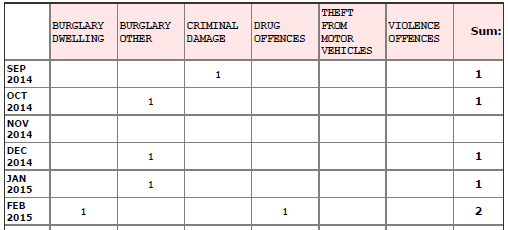 BURGLARY DWELLING BURGLARY OTHER CRIMINAL DAMAGE DRUG OFFENCES THEFT FROM MOTOR VEHICLES VIOLENCE OFFENCES Sum:
SEP 2014 1 1
OCT 2014 1 1
NOV 2014
DEC 2014 1 1
JAN 2015 1 1
FEB 2015 1 1 2